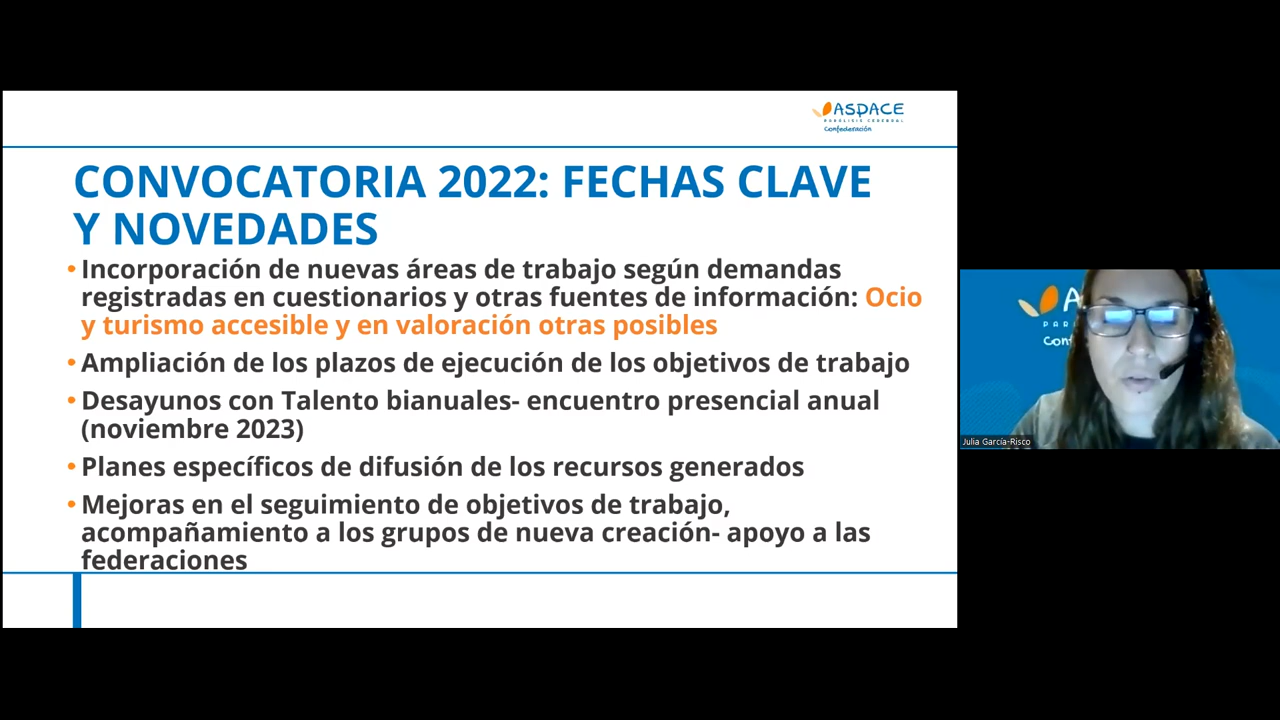 ASPACE
PARÁLISIS CEREBRAL
Confederación
CONVOCATORIA 2022: FECHAS CLAVE
Y NOVEDADES
• Incorporación de nuevas áreas de trabajo según demandas
registradas en cuestionarios y otras fuentes de información: Ocio
y turismo accesible y en valoración otras posibles
• Ampliación de los plazos de ejecución de los objetivos de trabajo
• Desayunos con Talento bianuales- encuentro presencial anual
(noviembre 2023)
• Planes específicos de difusión de los recursos generados
• Mejoras en el seguimiento de objetivos de trabajo,
acompañamiento a los grupos de nueva creación- apoyo a las
federaciones
Julia García-Risco